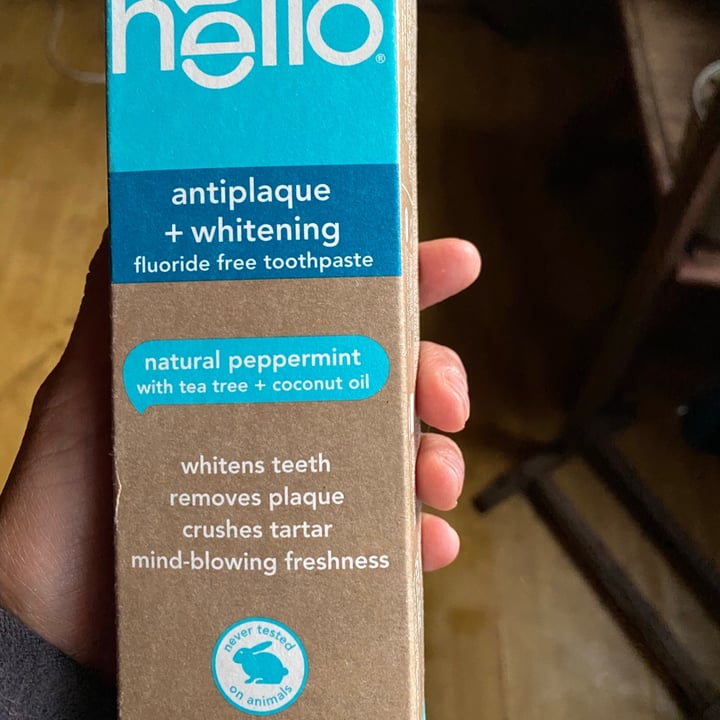 hello®
antiplaque
+ whitening
fluoride free toothpaste
natural peppermint
with tea tree + coconut oil
whitens teeth
removes plaque
crushes tartar
mind-blowing freshness
never tested
on animals